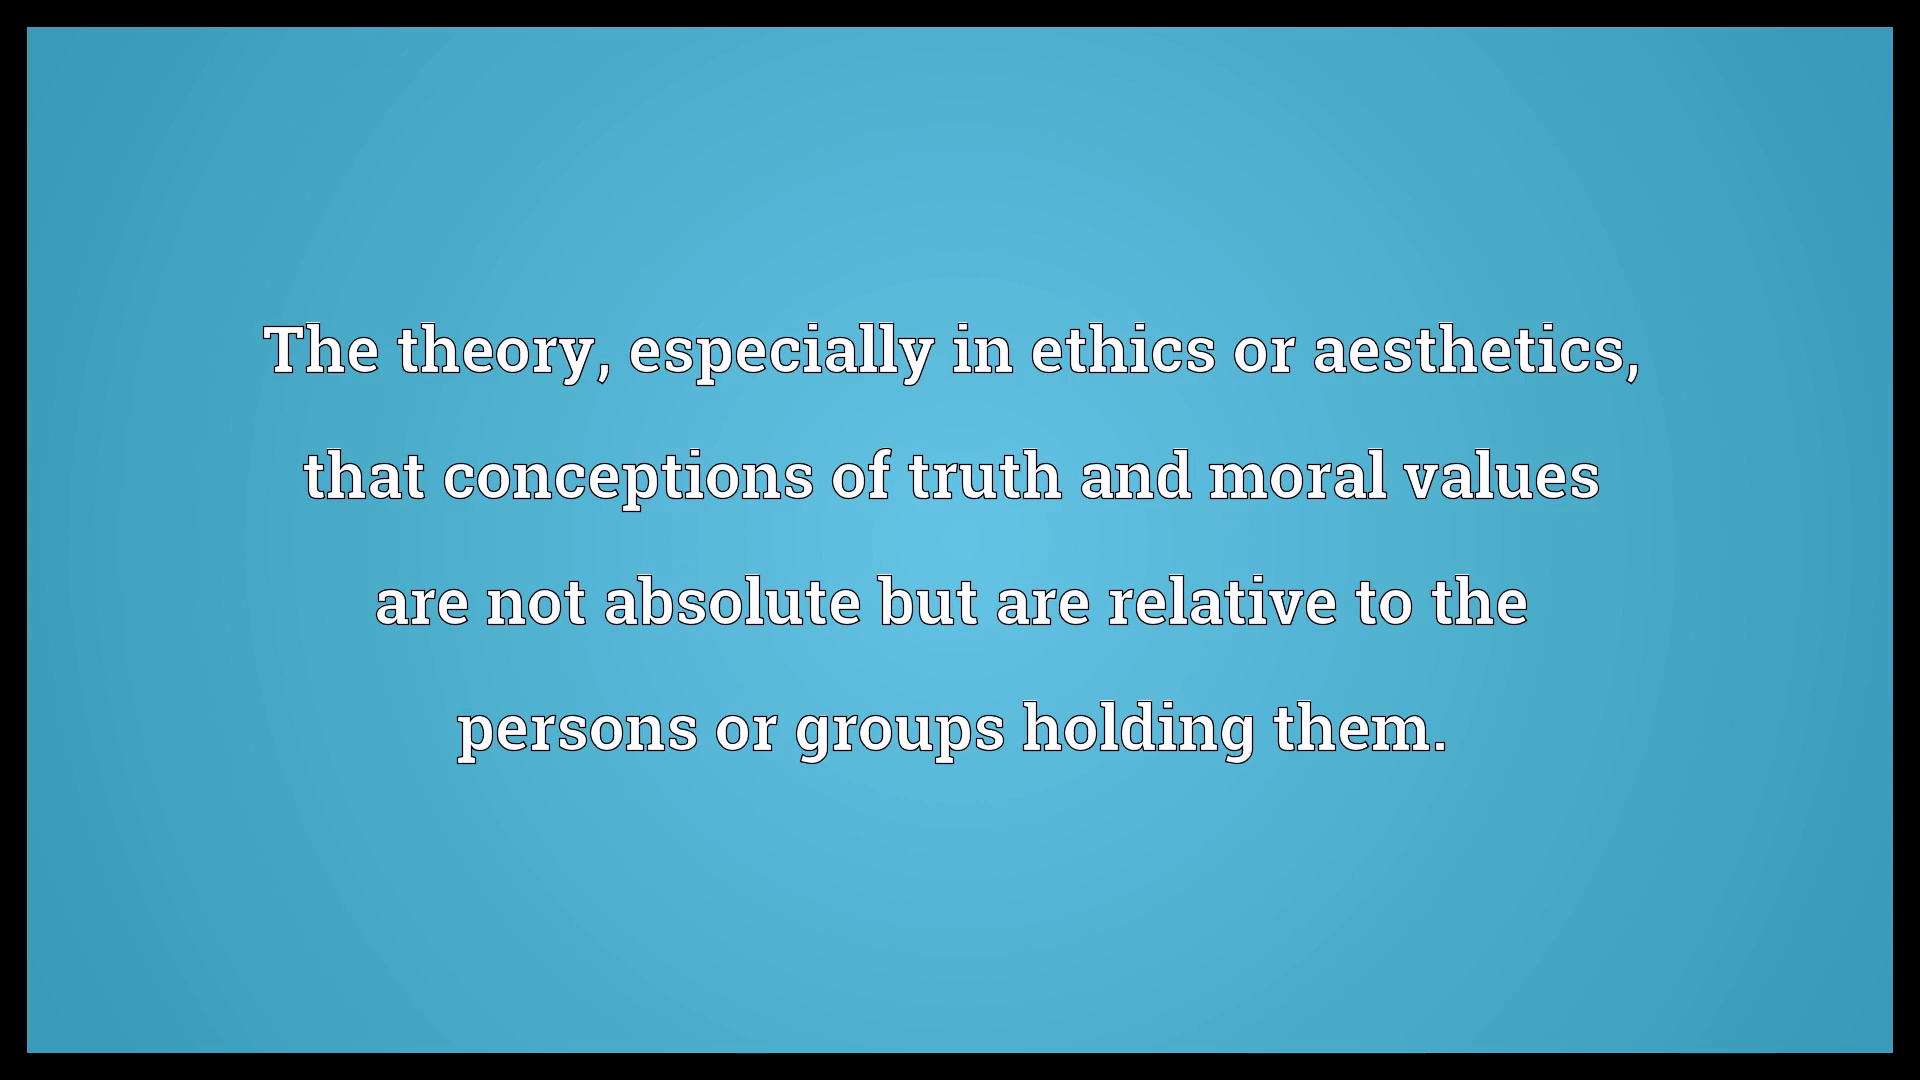 The theory, especially in ethics or aesthetics,
that conceptions of truth and moral values
are not absolute but are relative to the
persons or groups holding them.